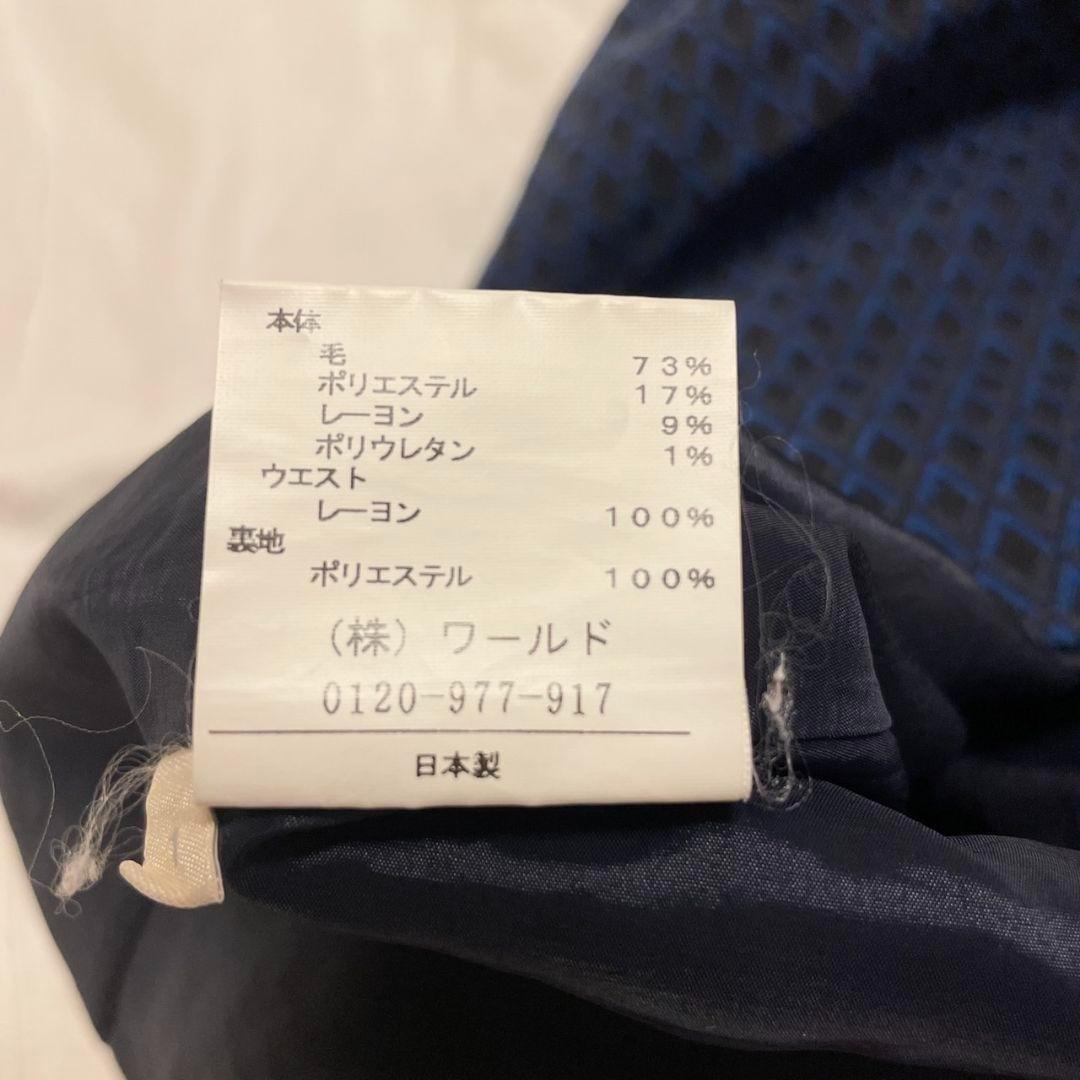 本体
毛 73%
ポリエステル 17%
レーヨン 9%
ポリウレタン 1%
ウエスト
レーヨン 100%
裏地
ポリエステル 100%
(株) ワールド
0120-977-917
日本製